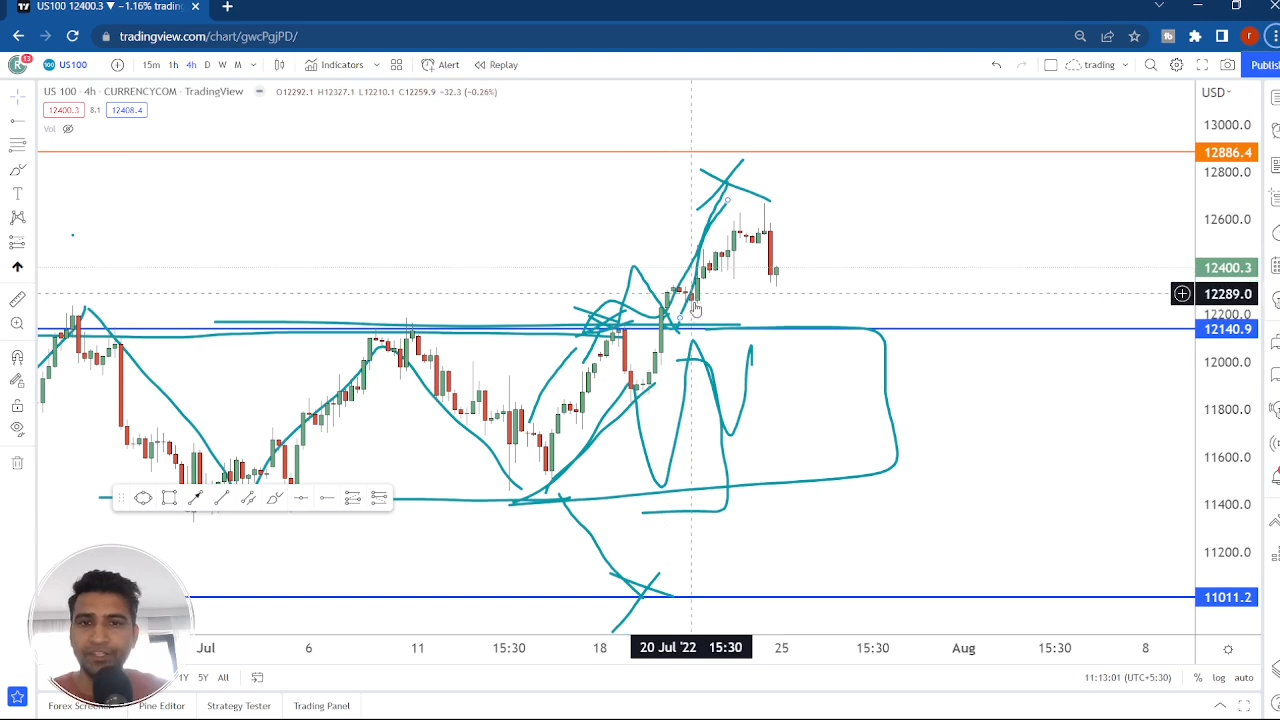 US100 12400.3 ▼ −1.16% trading
tradingview.com/chart/gwcPgjPD/
13
100 US100 15m 1h 4h D W M Indicators Alert Replay trading Publis
US 100 · 4h · CURRENCYCOM · TradingView O12292.1 H12327.1 L12210.1 C12259.9 −32.3 (−0.26%)
USD
12400.3 8.1 12408.4
Vol
13000.0
12886.4
12800.0
12600.0
12400.3
12289.0
12200.0
12140.9
12000.0
11800.0
11600.0
11400.0
11200.0
11011.2
Jul 6 11 15:30 18 20 Jul '22 15:30 25 15:30 Aug 15:30 8
1Y 5Y All 11:13:01 (UTC+5:30) % log auto
Forex Screener Pine Editor Strategy Tester Trading Panel